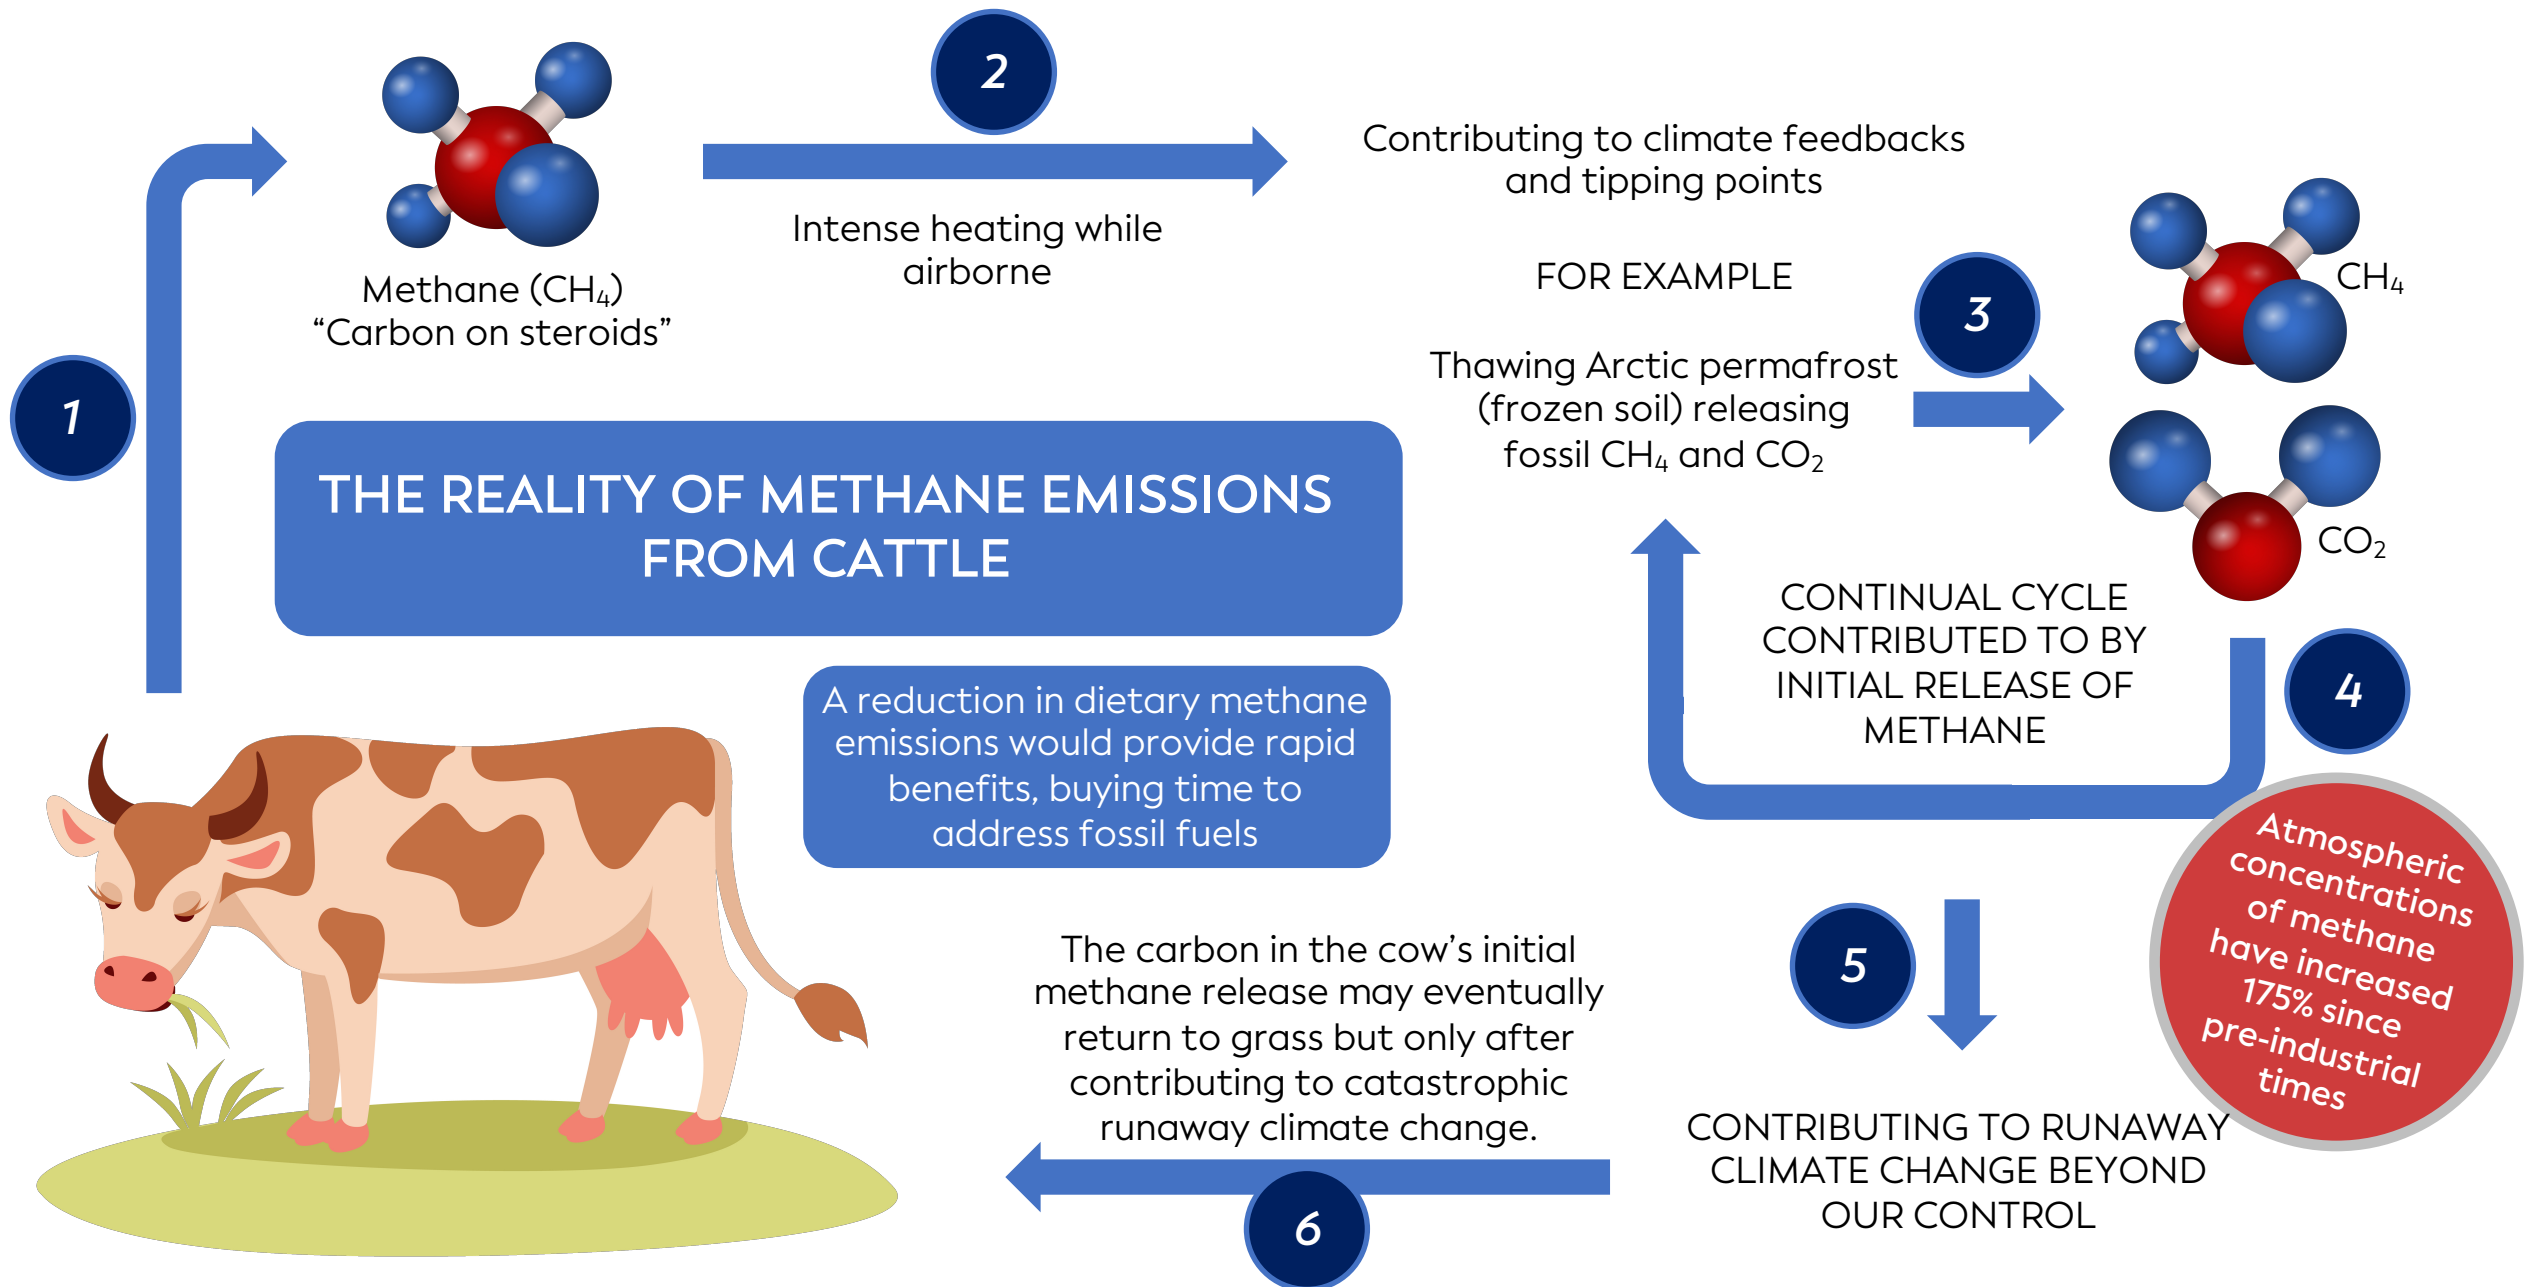 1
Methane (CH₄)
“Carbon on steroids”
2
Intense heating while
airborne
Contributing to climate feedbacks
and tipping points
FOR EXAMPLE
Thawing Arctic permafrost
(frozen soil) releasing
fossil CH₄ and CO₂
3
CH₄
CO₂
THE REALITY OF METHANE EMISSIONS
FROM CATTLE
A reduction in dietary methane
emissions would provide rapid
benefits, buying time to
address fossil fuels
CONTINUAL CYCLE
CONTRIBUTED TO BY
INITIAL RELEASE OF
METHANE
4
Atmospheric
concentrations
of methane
have increased
175% since
pre-industrial
times
5
CONTRIBUTING TO RUNAWAY
CLIMATE CHANGE BEYOND
OUR CONTROL
The carbon in the cow’s initial
methane release may eventually
return to grass but only after
contributing to catastrophic
runaway climate change.
6